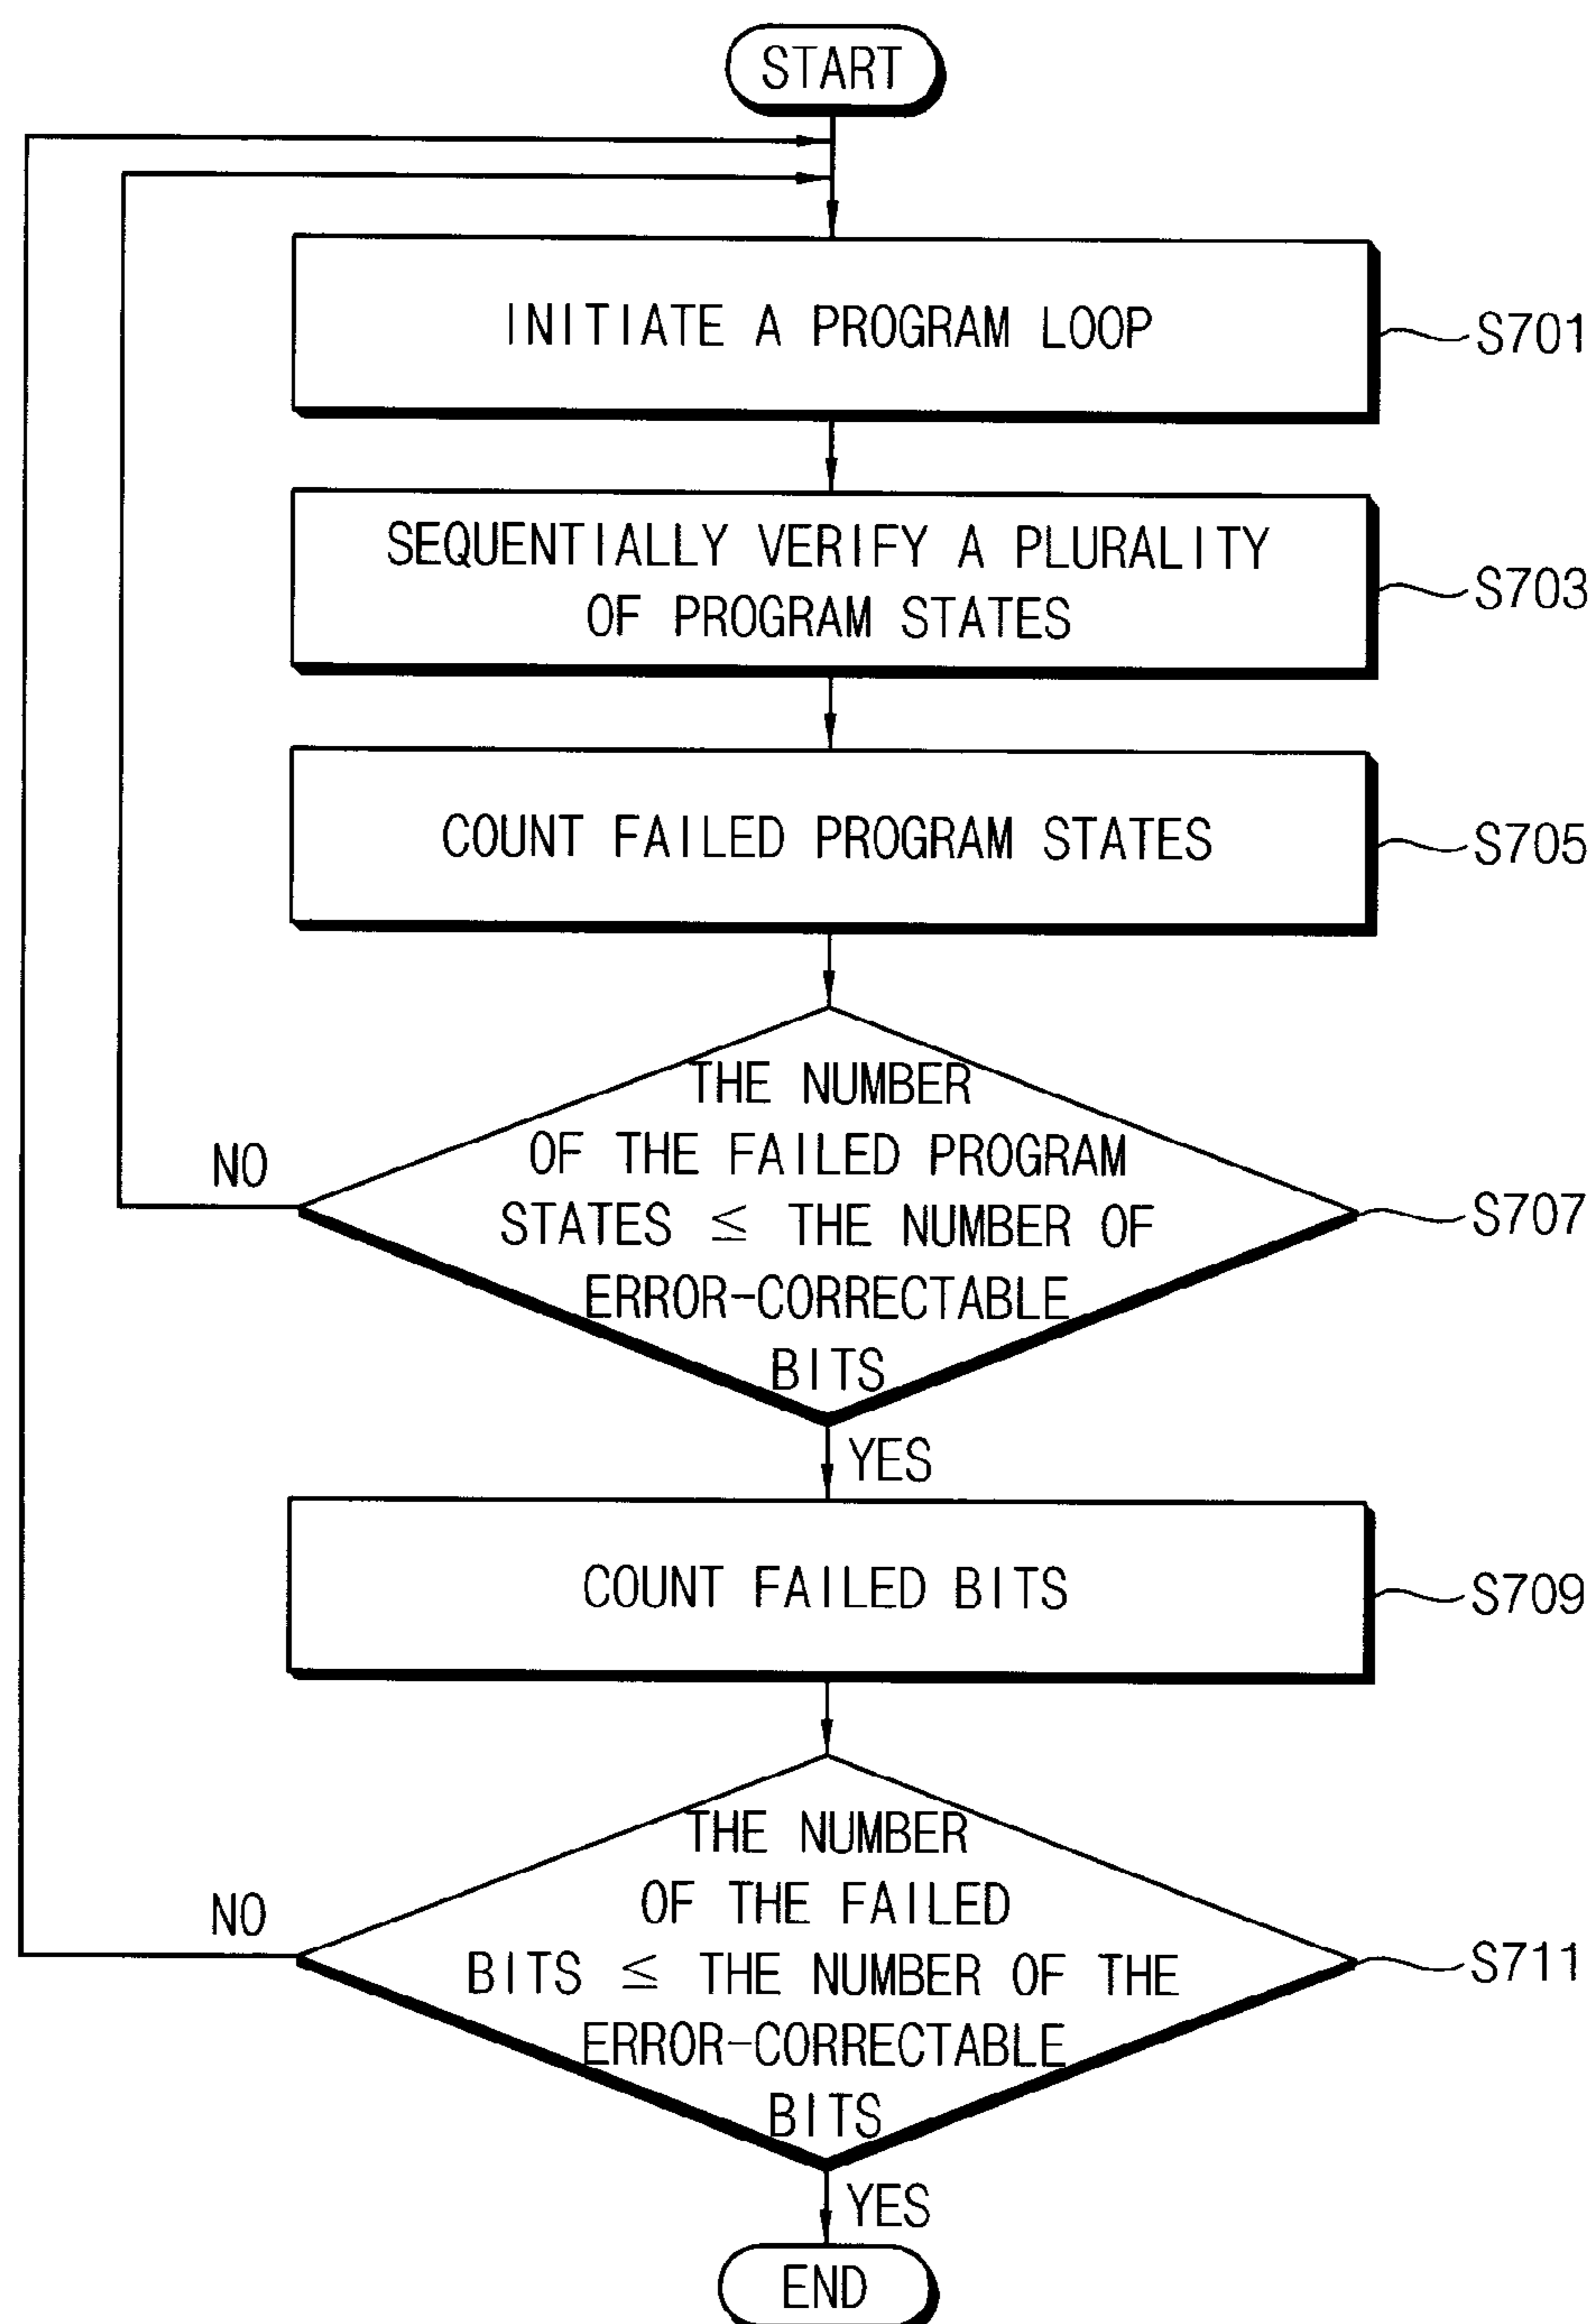 START
INITIATE A PROGRAM LOOP
S701
SEQUENTIALLY VERIFY A PLURALITY
OF PROGRAM STATES
S703
COUNT FAILED PROGRAM STATES
S705
THE NUMBER
OF THE FAILED PROGRAM
STATES ≦ THE NUMBER OF
ERROR-CORRECTABLE
BITS
NO
S707
YES
COUNT FAILED BITS
S709
THE NUMBER
OF THE FAILED
BITS ≦ THE NUMBER OF THE
ERROR-CORRECTABLE
BITS
NO
S711
YES
END